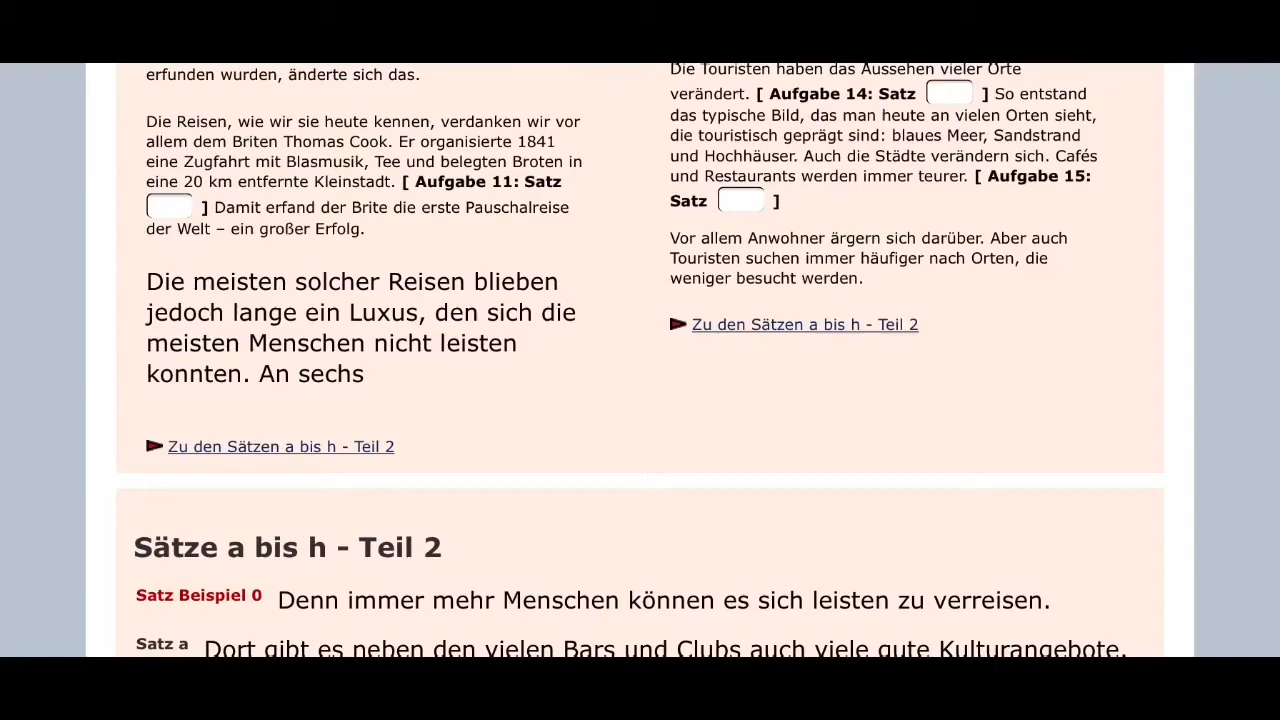 erfunden wurden, änderte sich das.
Die Reisen, wie wir sie heute kennen, verdanken wir vor
allem dem Briten Thomas Cook. Er organisierte 1841
eine Zugfahrt mit Blasmusik, Tee und belegten Broten in
eine 20 km entfernte Kleinstadt. [ Aufgabe 11: Satz
] Damit erfand der Brite die erste Pauschalreise
der Welt – ein großer Erfolg.
Die meisten solcher Reisen blieben
jedoch lange ein Luxus, den sich die
meisten Menschen nicht leisten
konnten. An sechs
Zu den Sätzen a bis h - Teil 2
Die Touristen haben das Aussehen vieler Orte
verändert. [ Aufgabe 14: Satz ] So entstand
das typische Bild, das man heute an vielen Orten sieht,
die touristisch geprägt sind: blaues Meer, Sandstrand
und Hochhäuser. Auch die Städte verändern sich. Cafés
und Restaurants werden immer teurer. [ Aufgabe 15:
Satz ]
Vor allem Anwohner ärgern sich darüber. Aber auch
Touristen suchen immer häufiger nach Orten, die
weniger besucht werden.
Zu den Sätzen a bis h - Teil 2
Sätze a bis h - Teil 2
Satz Beispiel 0 Denn immer mehr Menschen können es sich leisten zu verreisen.
Satz a Dort gibt es neben den vielen Bars und Clubs auch viele gute Kulturangebote.